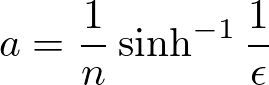 a = \frac{1}{n} \sinh^{-1} \frac{1}{\epsilon}